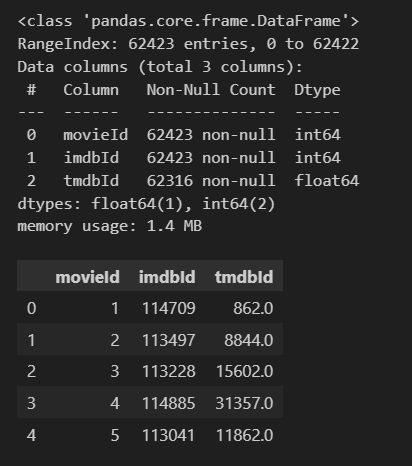 <class 'pandas.core.frame.DataFrame'>
RangeIndex: 62423 entries, 0 to 62422
Data columns (total 3 columns):
 #   Column   Non-Null Count  Dtype
---  ------   --------------  -----
 0   movieId  62423 non-null  int64
 1   imdbId   62423 non-null  int64
 2   tmdbId   62316 non-null  float64
dtypes: float64(1), int64(2)
memory usage: 1.4 MB
movieId imdbId tmdbId
0 1 114709 862.0
1 2 113497 8844.0
2 3 113228 15602.0
3 4 114885 31357.0
4 5 113041 11862.0